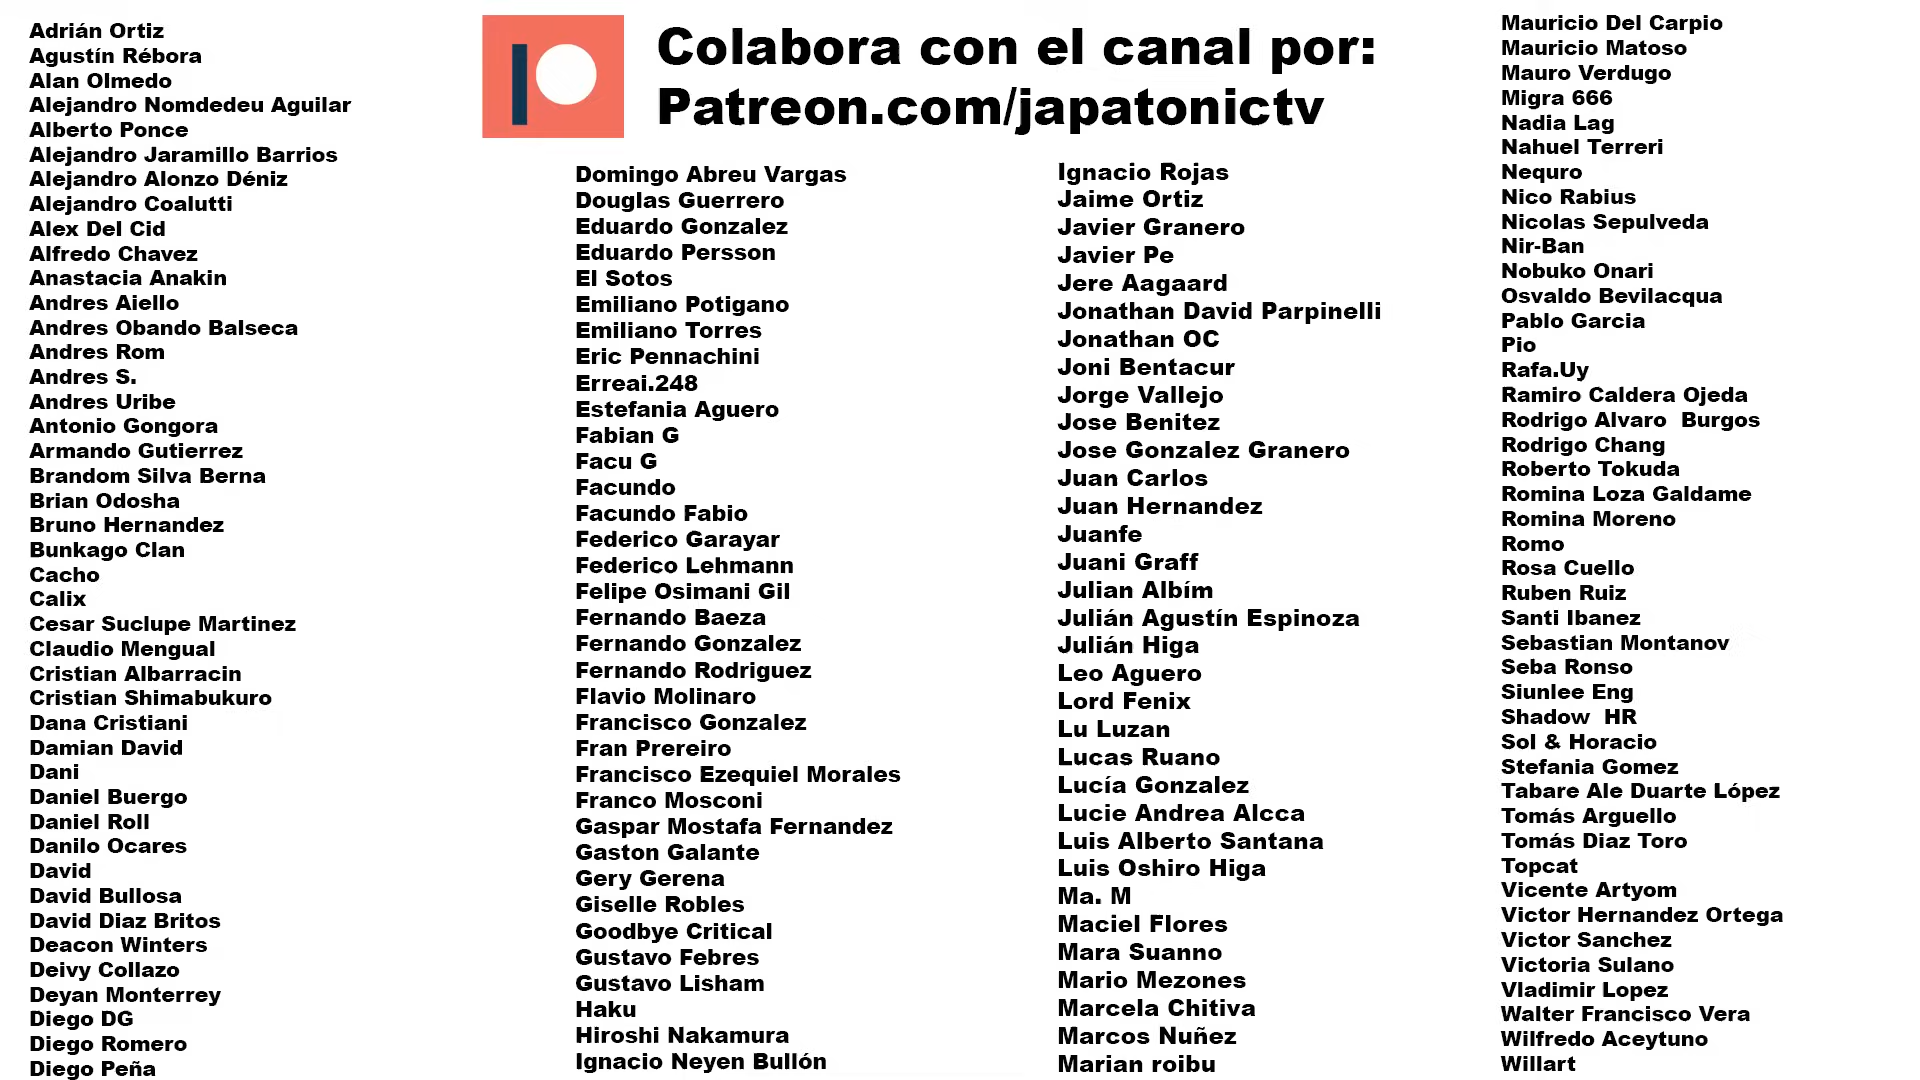 Adrián Ortiz
Agustín Rébora
Alan Olmedo
Alejandro Nomdedeu Aguilar
Alberto Ponce
Alejandro Jaramillo Barrios
Alejandro Alonzo Déniz
Alejandro Coalutti
Alex Del Cid
Alfredo Chavez
Anastacia Anakin
Andres Aiello
Andres Obando Balseca
Andres Rom
Andres S.
Andres Uribe
Antonio Gongora
Armando Gutierrez
Brandom Silva Berna
Brian Odosha
Bruno Hernandez
Bunkago Clan
Cacho
Calix
Cesar Suclupe Martinez
Claudio Mengual
Cristian Albarracin
Cristian Shimabukuro
Dana Cristiani
Damian David
Dani
Daniel Buergo
Daniel Roll
Danilo Ocares
David
David Bullosa
David Diaz Britos
Deacon Winters
Deivy Collazo
Deyan Monterrey
Diego DG
Diego Romero
Diego Peña
Colabora con el canal por:
Patreon.com/japatonictv
Domingo Abreu Vargas
Douglas Guerrero
Eduardo Gonzalez
Eduardo Persson
El Sotos
Emiliano Potigano
Emiliano Torres
Eric Pennachini
Erreai.248
Estefania Aguero
Fabian G
Facu G
Facundo
Facundo Fabio
Federico Garayar
Federico Lehmann
Felipe Osimani Gil
Fernando Baeza
Fernando Gonzalez
Fernando Rodriguez
Flavio Molinaro
Francisco Gonzalez
Fran Prereiro
Francisco Ezequiel Morales
Franco Mosconi
Gaspar Mostafa Fernandez
Gaston Galante
Gery Gerena
Giselle Robles
Goodbye Critical
Gustavo Febres
Gustavo Lisham
Haku
Hiroshi Nakamura
Ignacio Neyen Bullón
Ignacio Rojas
Jaime Ortiz
Javier Granero
Javier Pe
Jere Aagaard
Jonathan David Parpinelli
Jonathan OC
Joni Bentacur
Jorge Vallejo
Jose Benitez
Jose Gonzalez Granero
Juan Carlos
Juan Hernandez
Juanfe
Juani Graff
Julian Albím
Julián Agustín Espinoza
Julián Higa
Leo Aguero
Lord Fenix
Lu Luzan
Lucas Ruano
Lucía Gonzalez
Lucie Andrea Alcca
Luis Alberto Santana
Luis Oshiro Higa
Ma. M
Maciel Flores
Mara Suanno
Mario Mezones
Marcela Chitiva
Marcos Nuñez
Marian roibu
Mauricio Del Carpio
Mauricio Matoso
Mauro Verdugo
Migra 666
Nadia Lag
Nahuel Terreri
Nequro
Nico Rabius
Nicolas Sepulveda
Nir-Ban
Nobuko Onari
Osvaldo Bevilacqua
Pablo Garcia
Pio
Rafa.Uy
Ramiro Caldera Ojeda
Rodrigo Alvaro  Burgos
Rodrigo Chang
Roberto Tokuda
Romina Loza Galdame
Romina Moreno
Romo
Rosa Cuello
Ruben Ruiz
Santi Ibanez
Sebastian Montanov
Seba Ronso
Siunlee Eng
Shadow  HR
Sol & Horacio
Stefania Gomez
Tabare Ale Duarte López
Tomás Arguello
Tomás Diaz Toro
Topcat
Vicente Artyom
Victor Hernandez Ortega
Victor Sanchez
Victoria Sulano
Vladimir Lopez
Walter Francisco Vera
Wilfredo Aceytuno
Willart